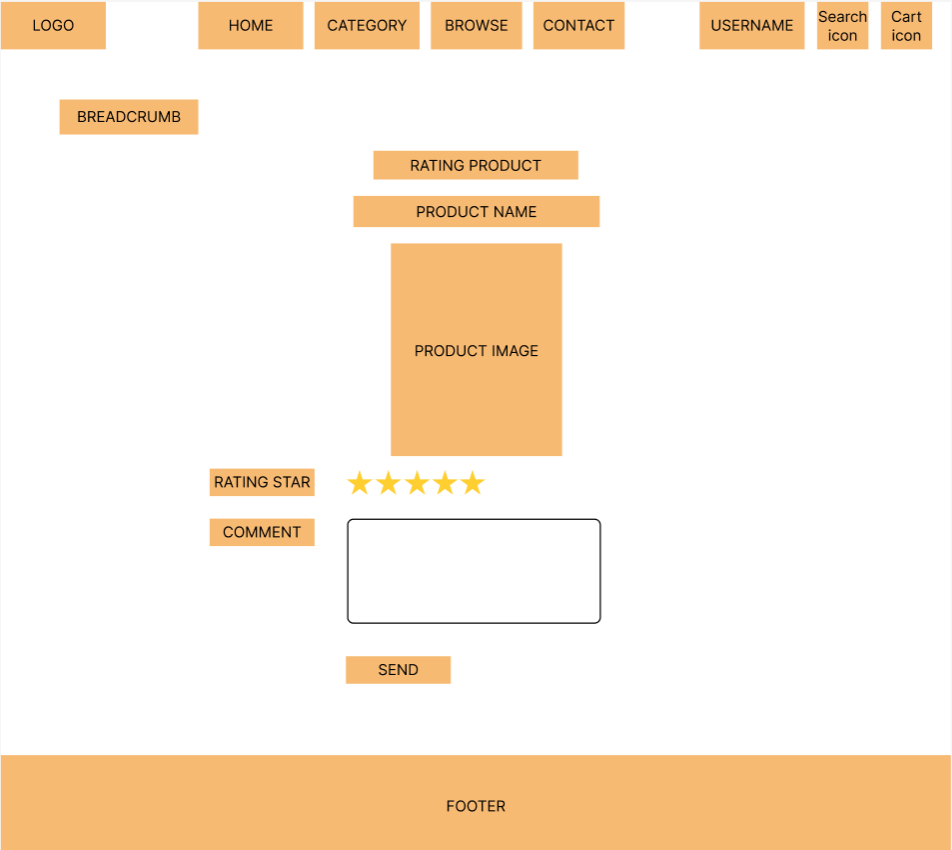 LOGO
HOME
CATEGORY
BROWSE
CONTACT
USERNAME
Search
icon
Cart
icon
BREADCRUMB
RATING PRODUCT
PRODUCT NAME
PRODUCT IMAGE
RATING STAR
COMMENT
SEND
FOOTER